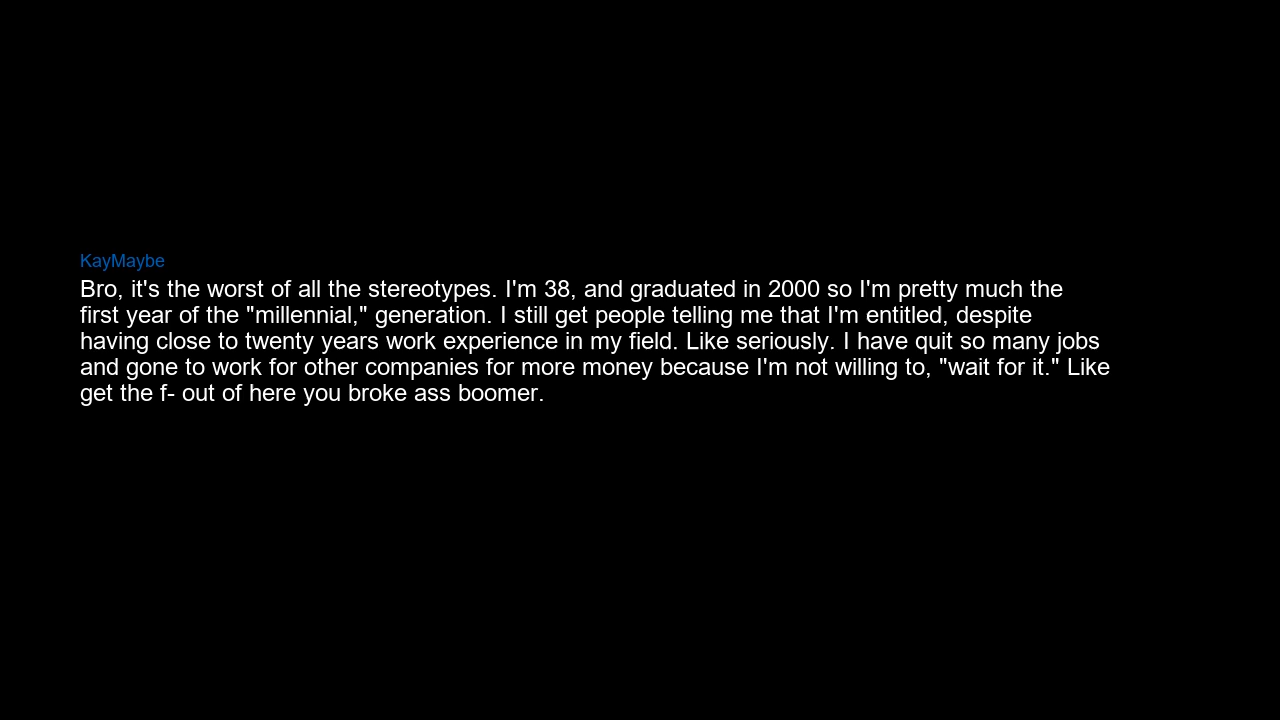 KayMaybe
Bro, it's the worst of all the stereotypes. I'm 38, and graduated in 2000 so I'm pretty much the
first year of the "millennial," generation. I still get people telling me that I'm entitled, despite
having close to twenty years work experience in my field. Like seriously. I have quit so many jobs
and gone to work for other companies for more money because I'm not willing to, "wait for it." Like
get the f- out of here you broke ass boomer.